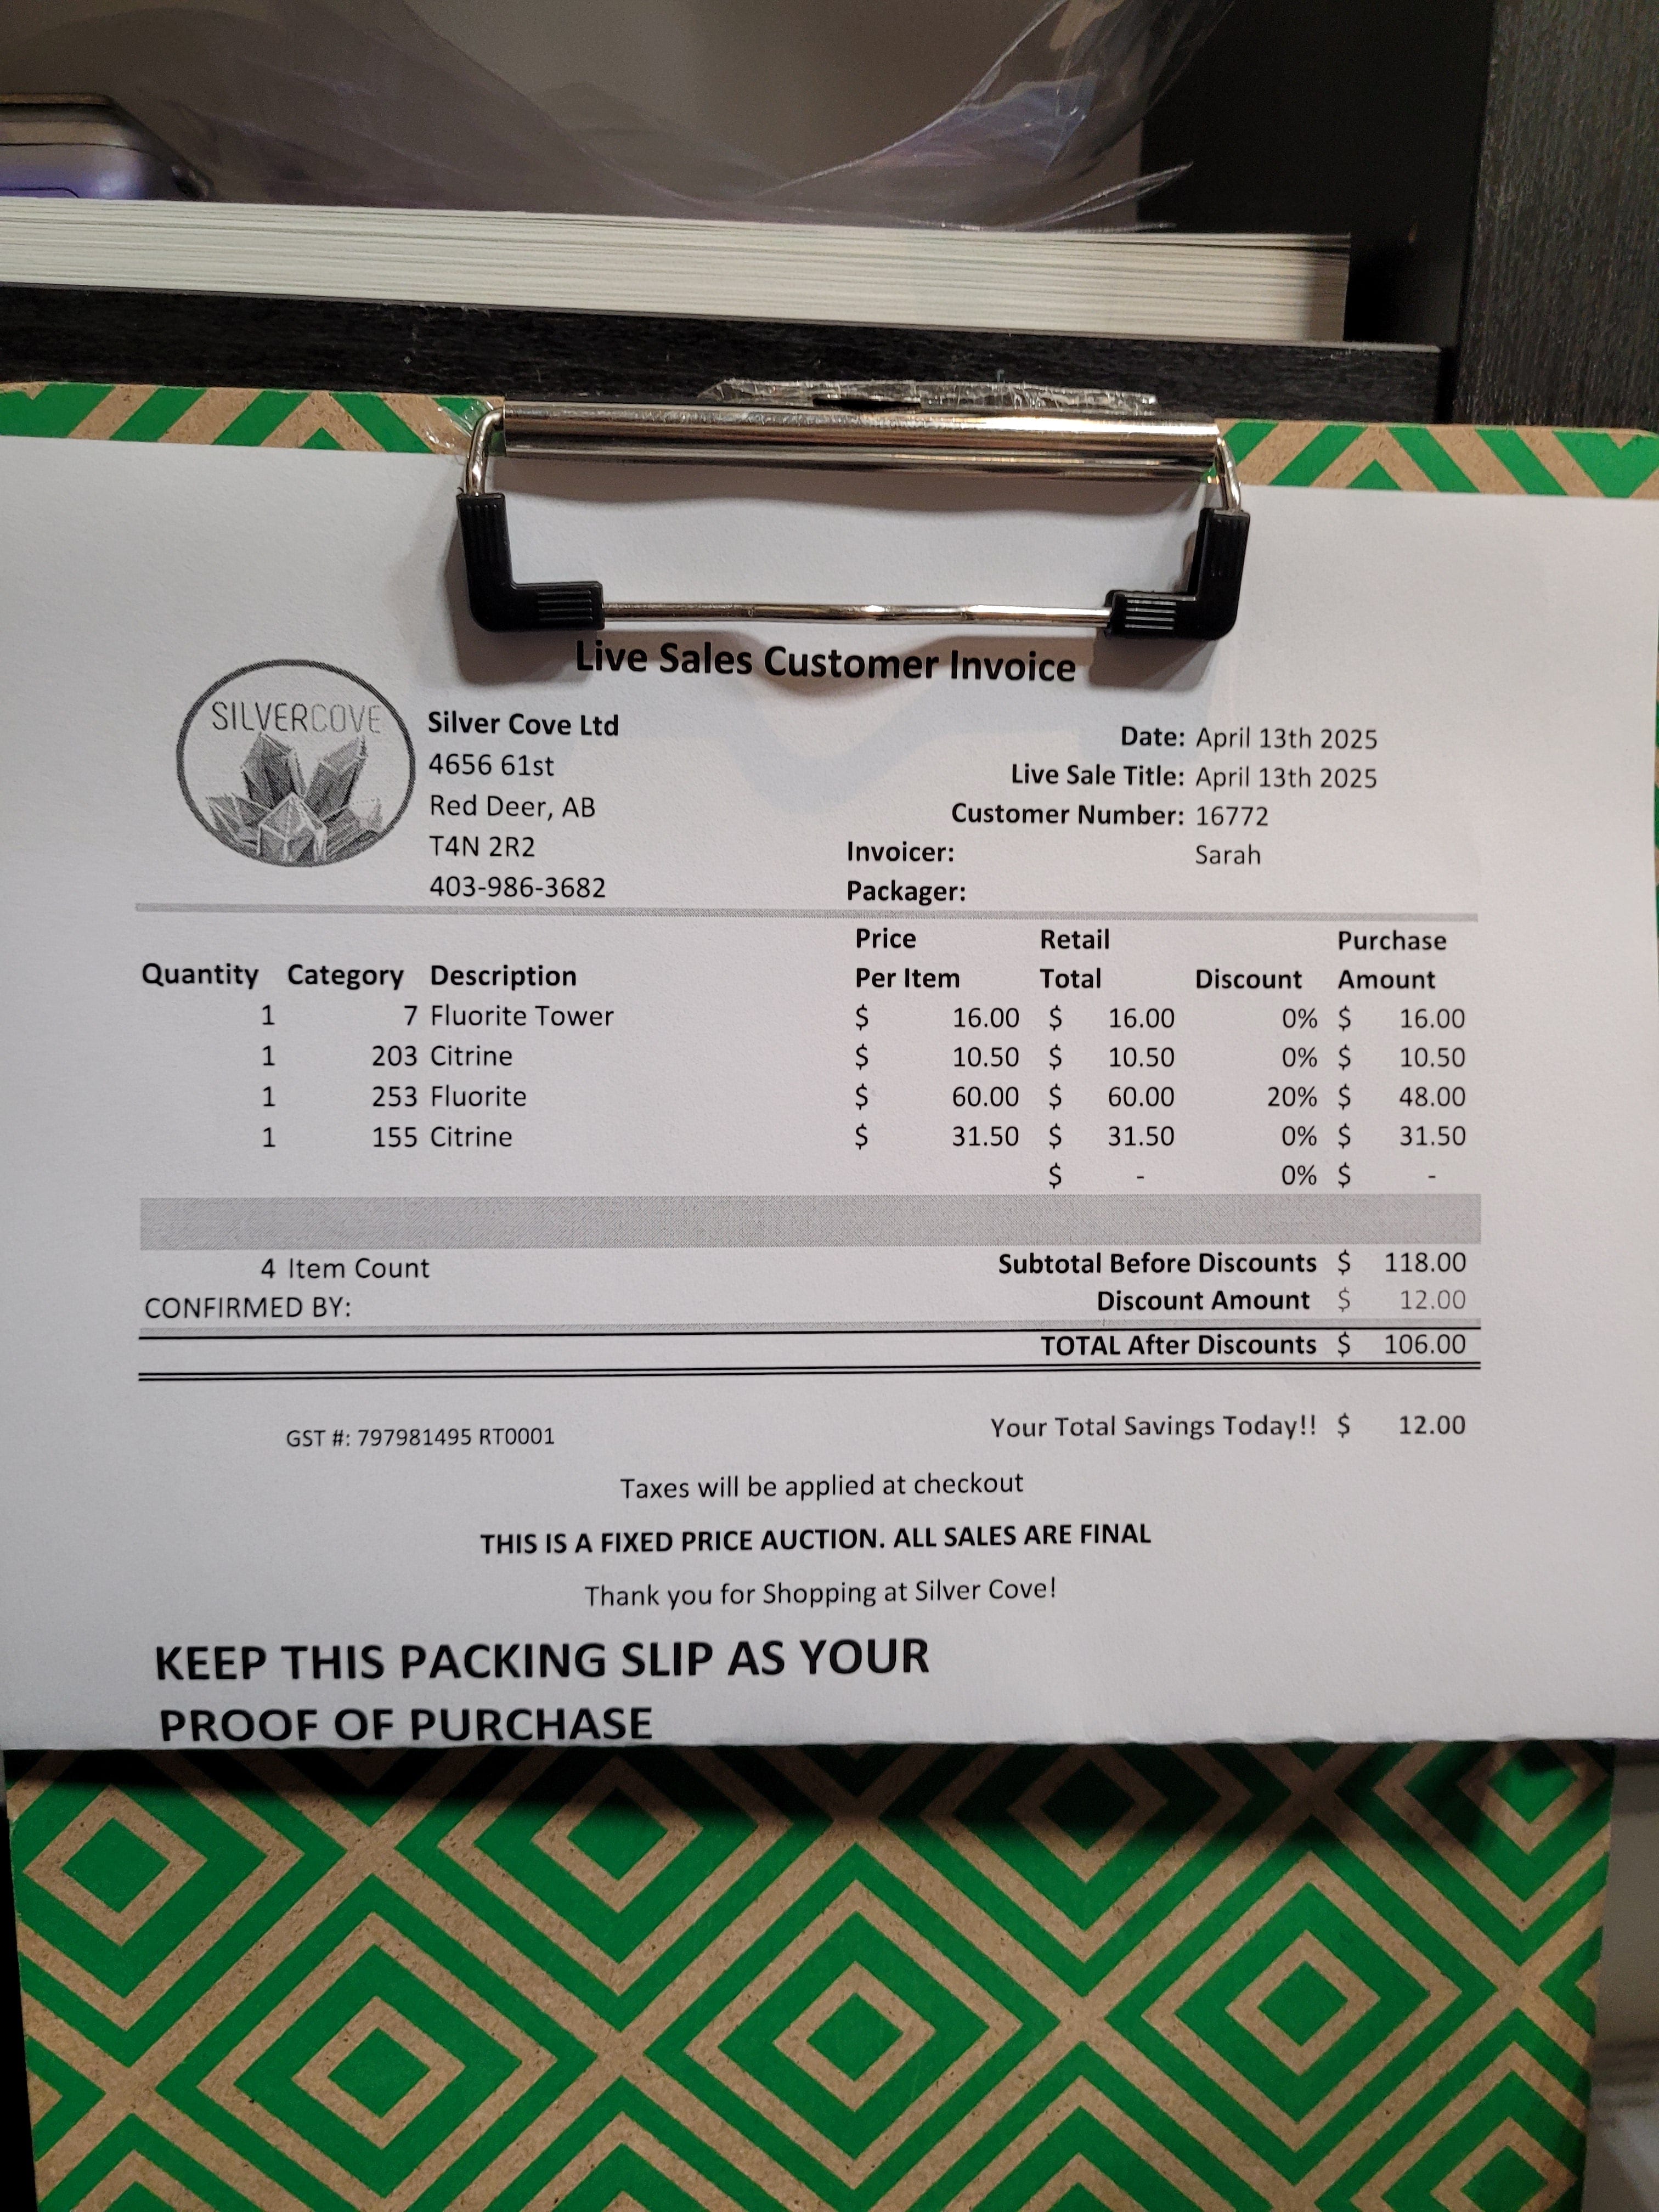 Live Sales Customer Invoice
SILVERCOVE
Silver Cove Ltd
4656 61st
Red Deer, AB
T4N 2R2
403-986-3682
Date: April 13th 2025
Live Sale Title: April 13th 2025
Customer Number: 16772
Invoicer: Sarah
Packager:
Quantity Category Description Price Per Item Retail Total Discount Purchase Amount
1 7 Fluorite Tower $ 16.00 $ 16.00 0% $ 16.00
1 203 Citrine $ 10.50 $ 10.50 0% $ 10.50
1 253 Fluorite $ 60.00 $ 60.00 20% $ 48.00
1 155 Citrine $ 31.50 $ 31.50 0% $ 31.50
$ - 0% $ -
4 Item Count Subtotal Before Discounts $ 118.00
CONFIRMED BY: Discount Amount $ 12.00
TOTAL After Discounts $ 106.00
GST #: 797981495 RT0001 Your Total Savings Today!! $ 12.00
Taxes will be applied at checkout
THIS IS A FIXED PRICE AUCTION. ALL SALES ARE FINAL
Thank you for Shopping at Silver Cove!
KEEP THIS PACKING SLIP AS YOUR
PROOF OF PURCHASE